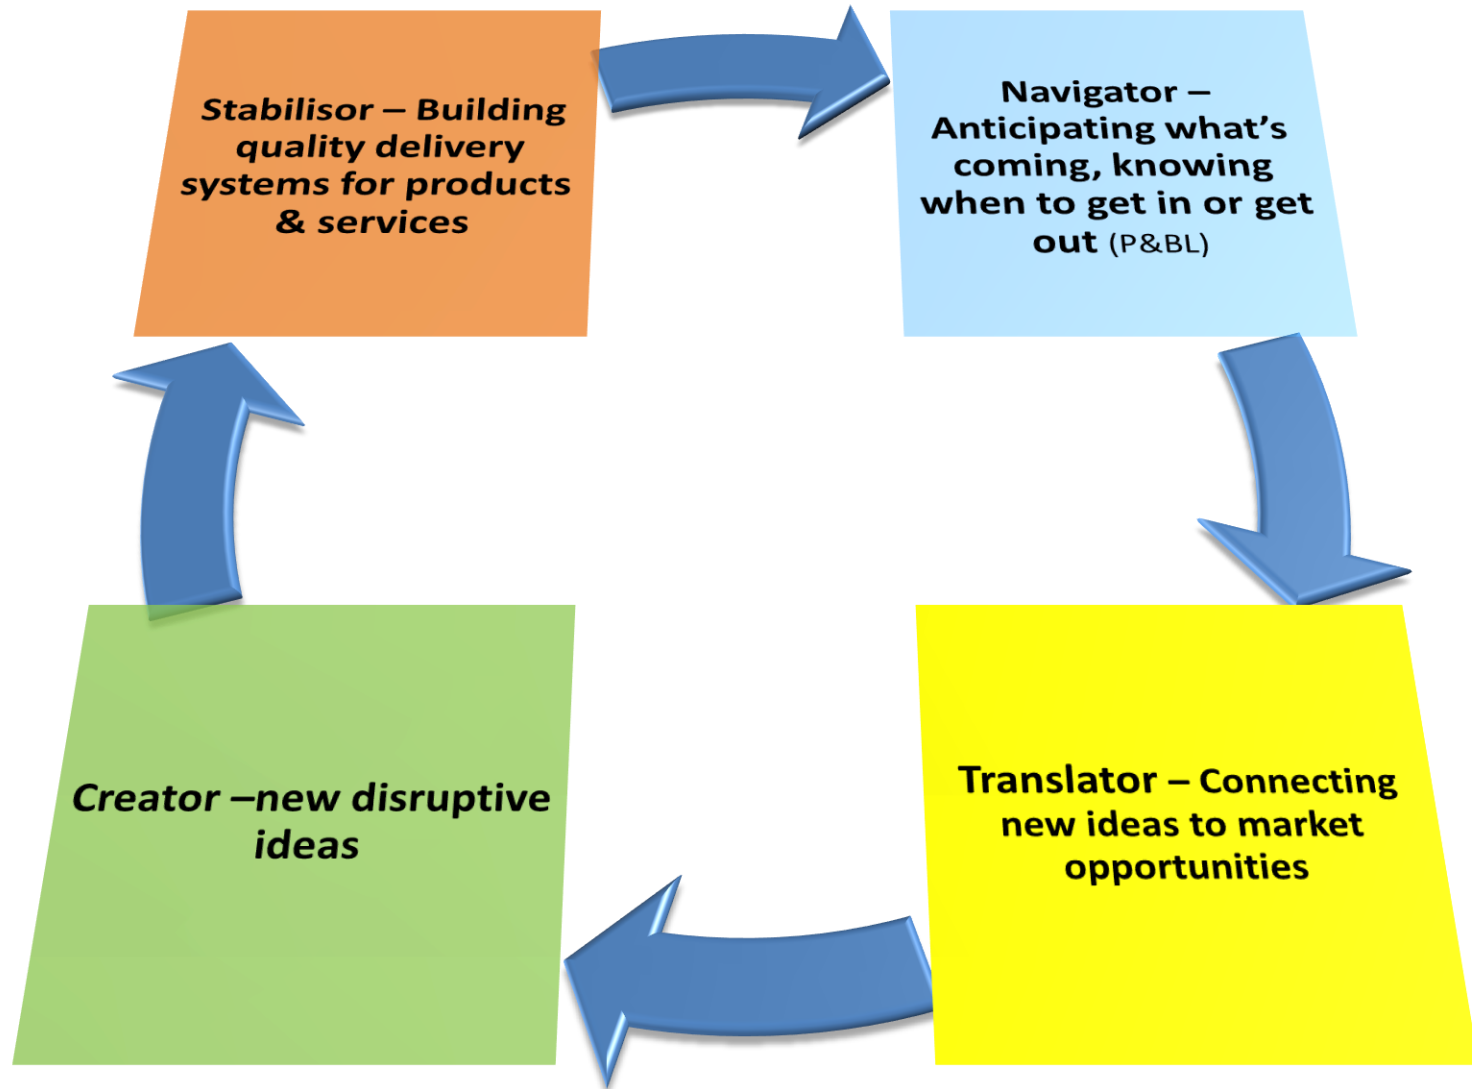 Stabilisor – Building
quality delivery
systems for products
& services
Navigator –
Anticipating what’s
coming, knowing
when to get in or get
out (P&BL)
Creator –new disruptive
ideas
Translator – Connecting
new ideas to market
opportunities